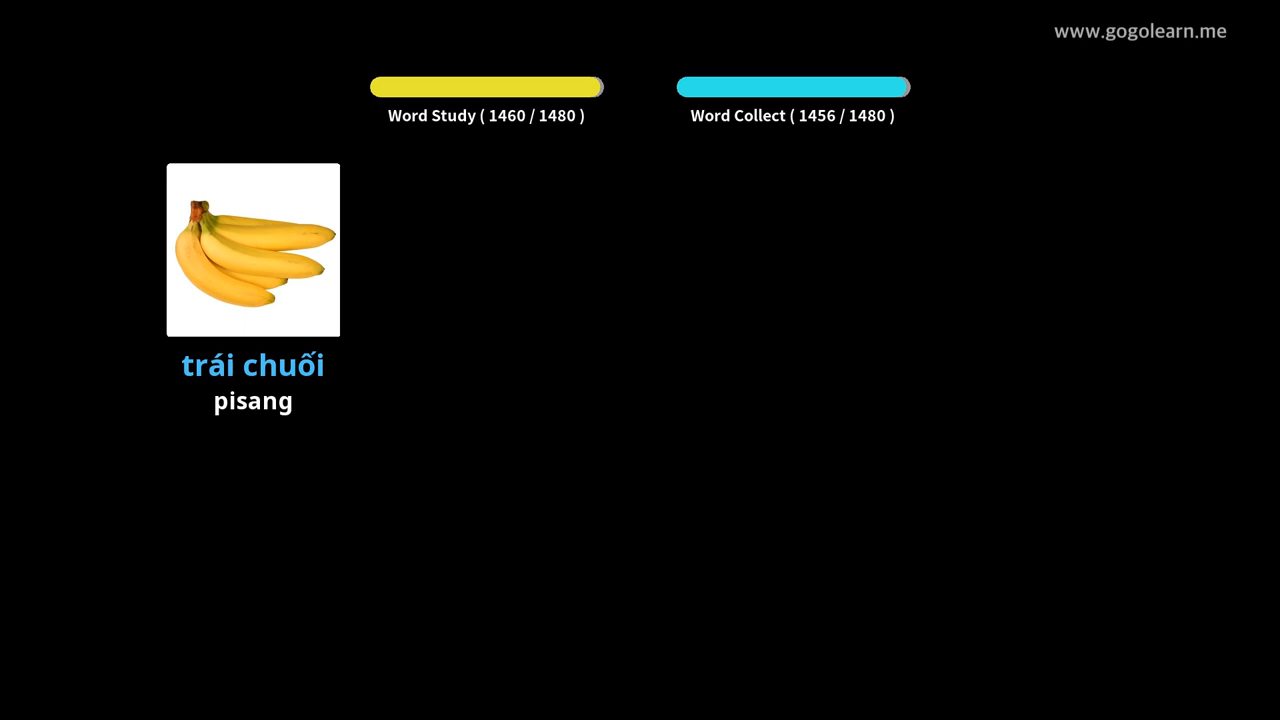 www.gogolearn.me
Word Study ( 1460 / 1480 )
Word Collect ( 1456 / 1480 )
trái chuối
pisang